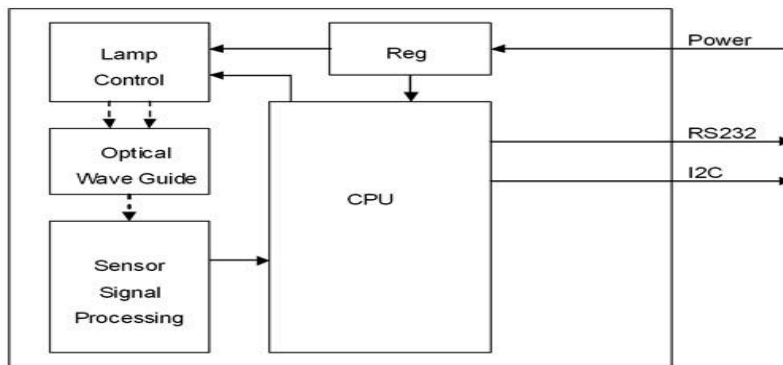 Lamp
Control
Reg
Power
Optical
Wave Guide
CPU
RS232
I2C
Sensor
Signal
Processing